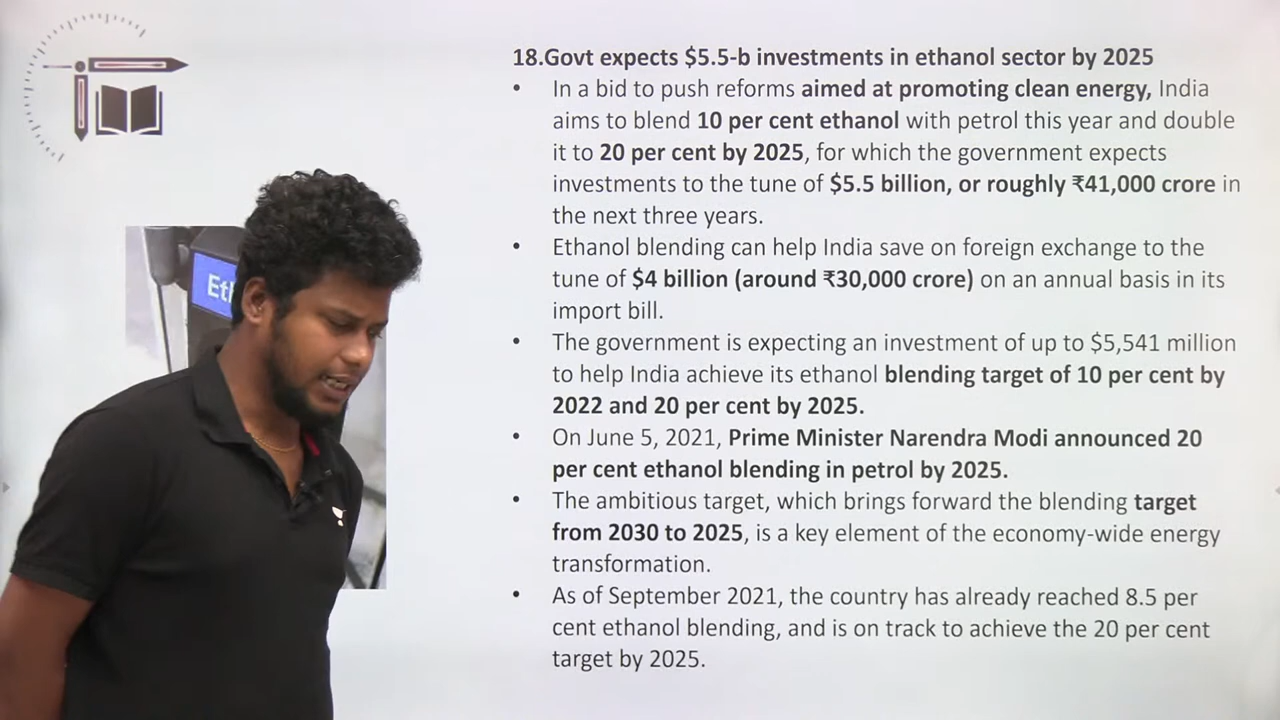 18.Govt expects $5.5-b investments in ethanol sector by 2025
• In a bid to push reforms aimed at promoting clean energy, India
aims to blend 10 per cent ethanol with petrol this year and double
it to 20 per cent by 2025, for which the government expects
investments to the tune of $5.5 billion, or roughly ₹41,000 crore in
the next three years.
• Ethanol blending can help India save on foreign exchange to the
tune of $4 billion (around ₹30,000 crore) on an annual basis in its
import bill.
• The government is expecting an investment of up to $5,541 million
to help India achieve its ethanol blending target of 10 per cent by
2022 and 20 per cent by 2025.
• On June 5, 2021, Prime Minister Narendra Modi announced 20
per cent ethanol blending in petrol by 2025.
• The ambitious target, which brings forward the blending target
from 2030 to 2025, is a key element of the economy-wide energy
transformation.
• As of September 2021, the country has already reached 8.5 per
cent ethanol blending, and is on track to achieve the 20 per cent
target by 2025.